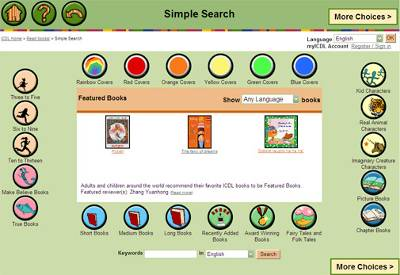 Simple Search
More Choices >
ICDL Home > Read books > Simple Search
Language English OK
myICDL Account Register / Sign in
Rainbow Covers Red Covers Orange Covers Yellow Covers Green Covers Blue Covers
Three to Five
Six to Nine
Ten to Thirteen
Make Believe Books
True Books
Featured Books Show Any Language books
Adults and children around the world recommend their favorite ICDL books to be Featured Books.
Featured reviewer(s): Zhang Yuanhong Read more!
Kid Characters
Real Animal Characters
Imaginary Creature Characters
Picture Books
Chapter Books
Short Books Medium Books Long Books Recently Added Books Award Winning Books Fairy Tales and Folk Tales
Keywords in English Search
More Choices >